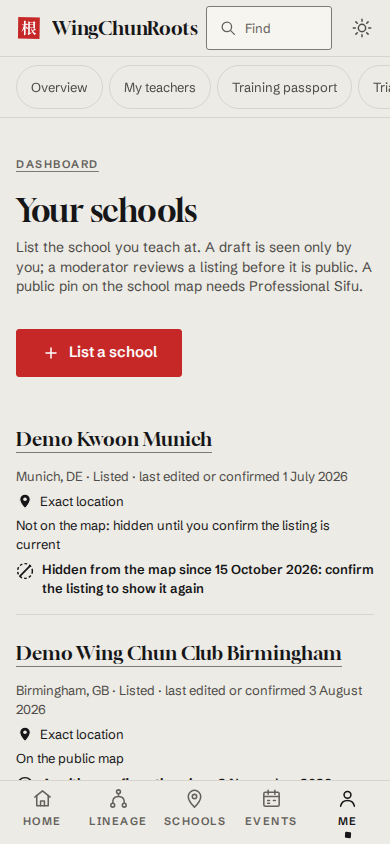 根 WingChunRoots Find
Overview My teachers Training passport
DASHBOARD
Your schools
List the school you teach at. A draft is seen only by
you; a moderator reviews a listing before it is public. A
public pin on the school map needs Professional Sifu.
+ List a school
Demo Kwoon Munich
Munich, DE · Listed · last edited or confirmed 1 July 2026
Exact location
Not on the map: hidden until you confirm the listing is
current
Hidden from the map since 15 October 2026: confirm
the listing to show it again
Demo Wing Chun Club Birmingham
Birmingham, GB · Listed · last edited or confirmed 3 August
2026
Exact location
On the public map
HOME LINEAGE SCHOOLS EVENTS ME